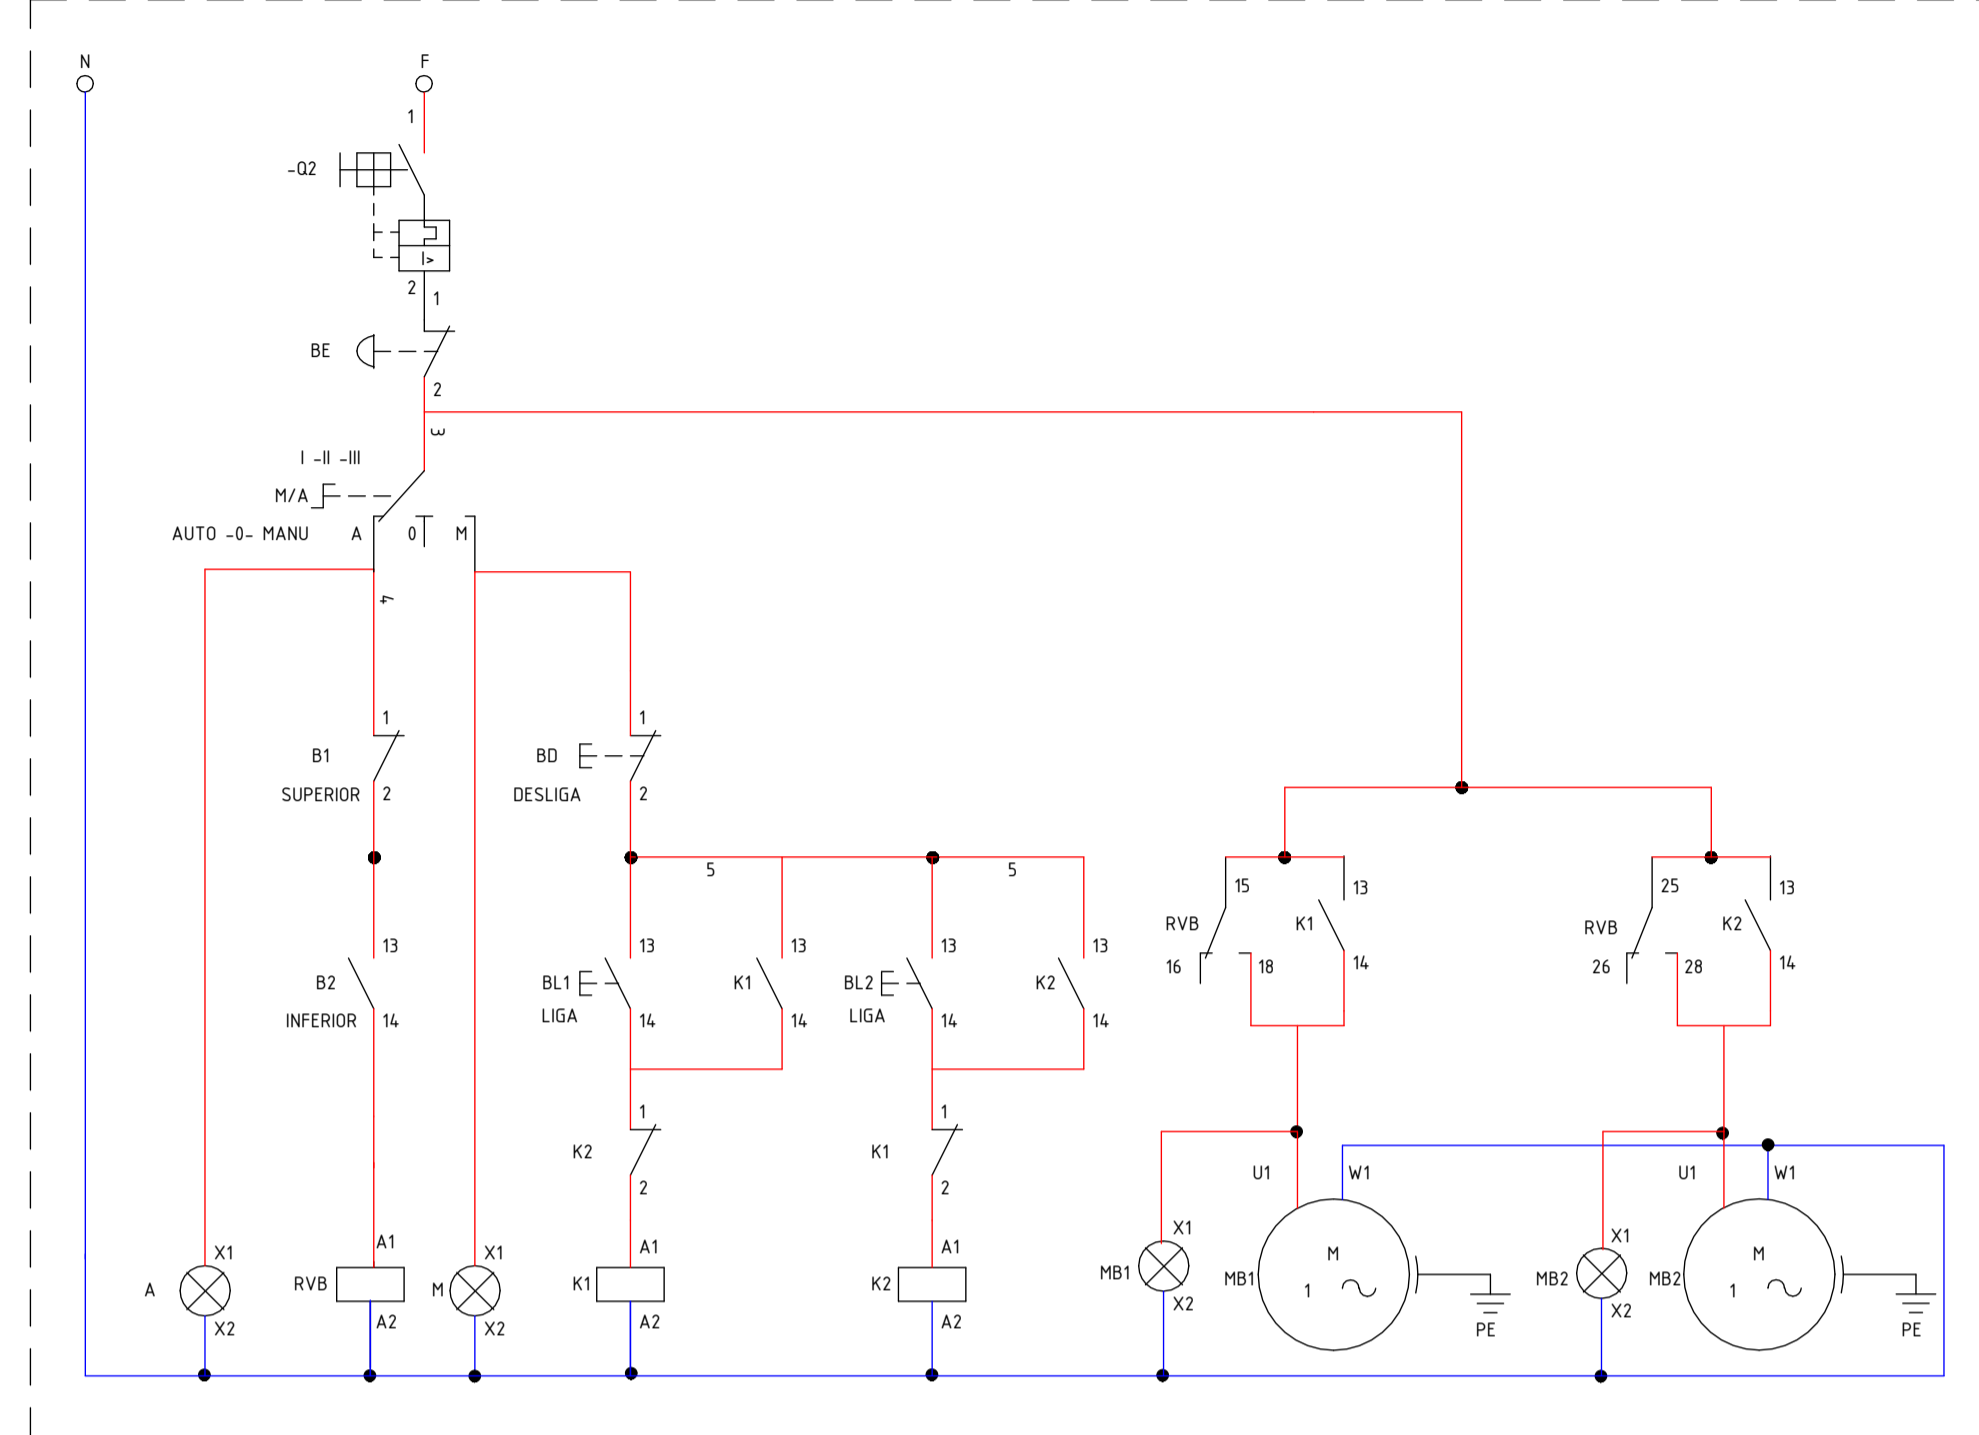 N
F
1
-Q2
I>
2
1
BE
2
3
I -II -III
M/A
AUTO -0- MANU
A
0
M
4
1
B1
SUPERIOR
2
1
BD
DESLIGA
2
5
5
15
13
RVB
K1
16
18
14
25
13
RVB
K2
26
28
14
13
B2
INFERIOR
14
13
BL1
LIGA
14
13
K1
14
13
BL2
LIGA
14
13
K2
14
1
K2
2
1
K1
2
U1
W1
U1
W1
X1
A
X2
A1
RVB
A2
X1
M
X2
A1
K1
A2
A1
K2
A2
X1
MB1
X2
MB1
M
1
PE
X1
MB2
X2
MB2
M
1
PE